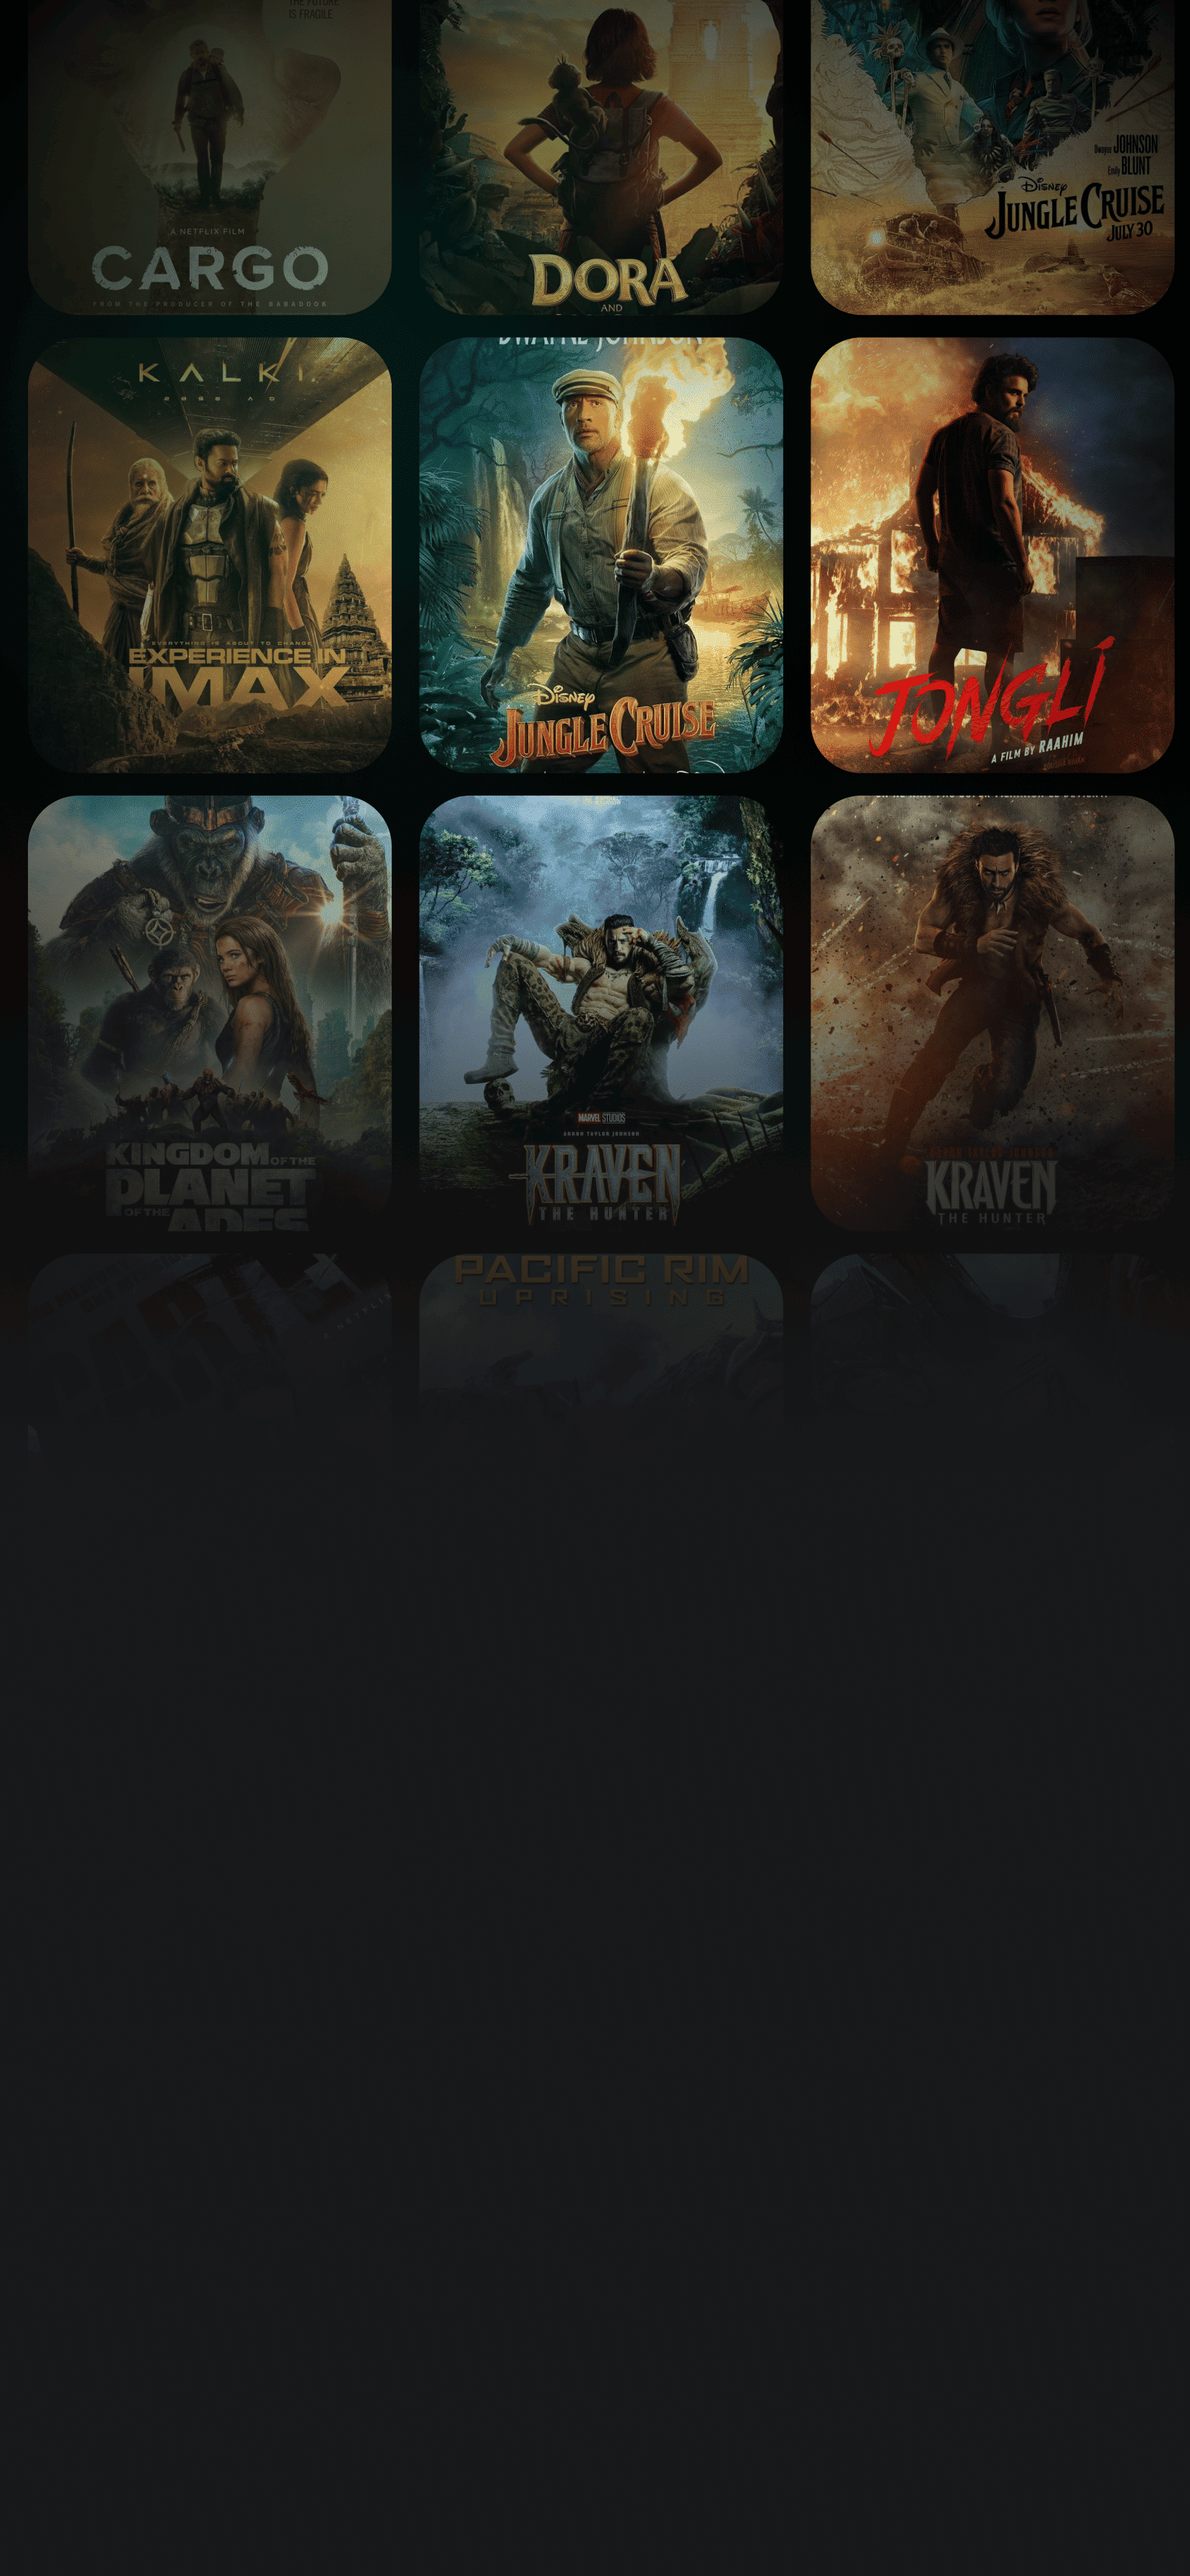 THE FUTURE
IS FRAGILE
A NETFLIX FILM
CARGO
FROM THE PRODUCER OF THE BABADOOK
DORA
AND
Dwayne JOHNSON
Emily BLUNT
Disney
JUNGLE CRUISE
JULY 30
KALKI
2898 AD
EVERYTHING IS ABOUT TO CHANGE
EXPERIENCE IN
IMAX
DWAYNE JOHNSON
Disney
JUNGLE CRUISE
JONGLI
A FILM BY RAAHIM
KINGDOM OF THE
PLANET
OF THE APES
MARVEL STUDIOS
AARON TAYLOR JOHNSON
KRAVEN
THE HUNTER
AARON TAYLOR JOHNSON
KRAVEN
THE HUNTER
A NETFLIX
PACIFIC RIM
UPRISING